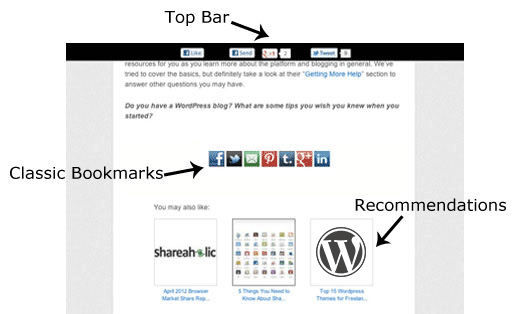 Top Bar
Like Send +1 2 Tweet 9
resources for you as you learn more about the platform and blogging in general. We've
tried to cover the basics, but definitely take a look at their "Getting More Help" section to
answer other questions you may have.
Do you have a WordPress blog? What are some tips you wish you knew when you
started?
Classic Bookmarks
Recommendations
You may also like:
shareaholic
April 2012 Browser
Market Share Rep...
5 Things You Need to
Know About Sha...
Top 15 Wordpress
Themes for Freelan...